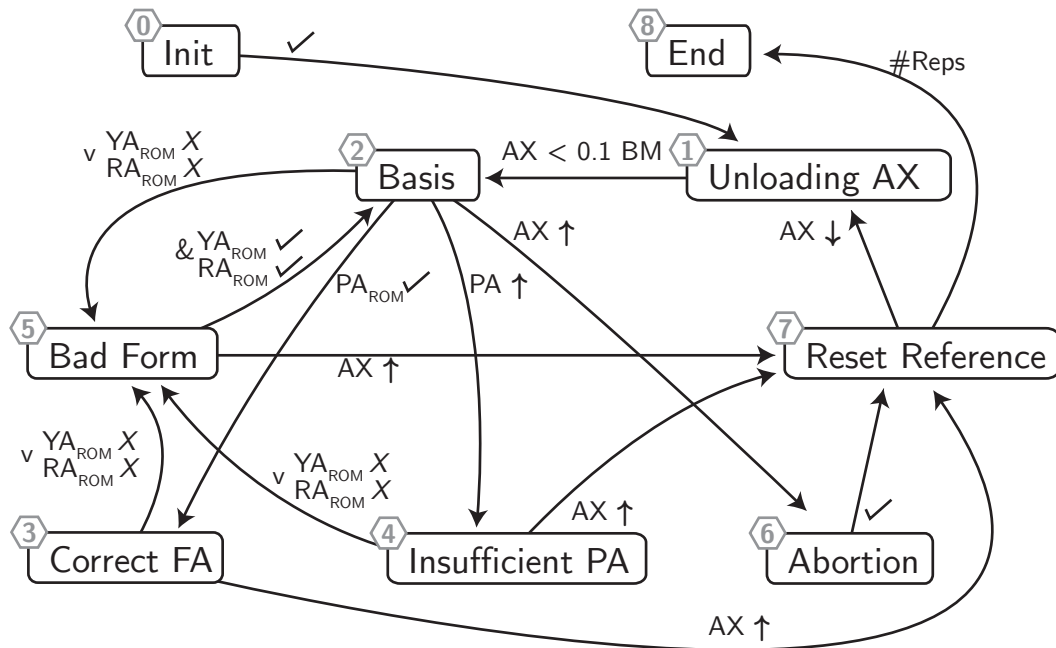 0
Init
✓
8
End
#Reps
v YA_ROM X
RA_ROM X
2
Basis
AX < 0.1 BM
1
Unloading AX
& YA_ROM ✓
RA_ROM ✓
PA_ROM ✓
PA ↑
AX ↑
AX ↓
5
Bad Form
AX ↑
7
Reset Reference
v YA_ROM X
RA_ROM X
v YA_ROM X
RA_ROM X
AX ↑
✓
3
Correct FA
4
Insufficient PA
6
Abortion
AX ↑